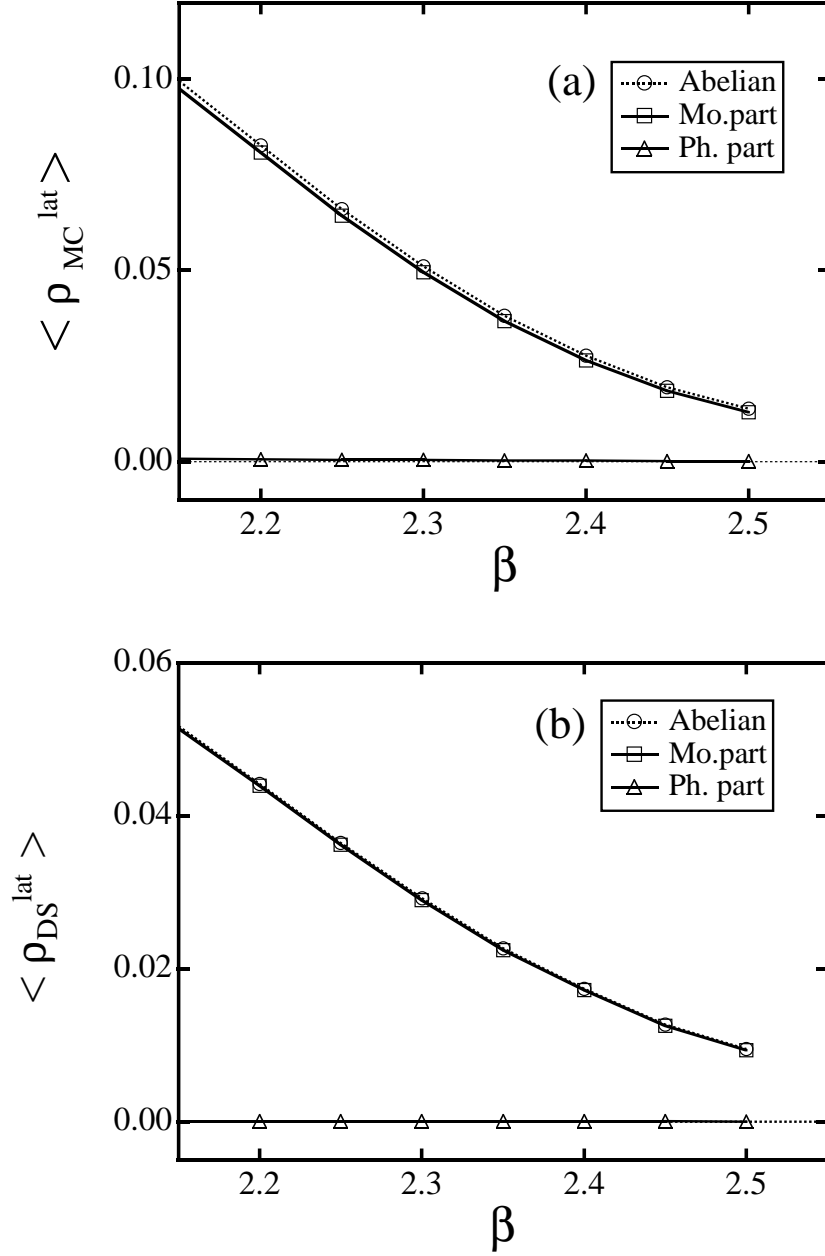 (a)
Abelian
Mo.part
Ph. part
0.10
0.05
0.00
< ρ MC lat >
2.2 2.3 2.4 2.5
β
(b)
Abelian
Mo.part
Ph. part
0.06
0.04
0.02
0.00
< ρ DS lat >
2.2 2.3 2.4 2.5
β